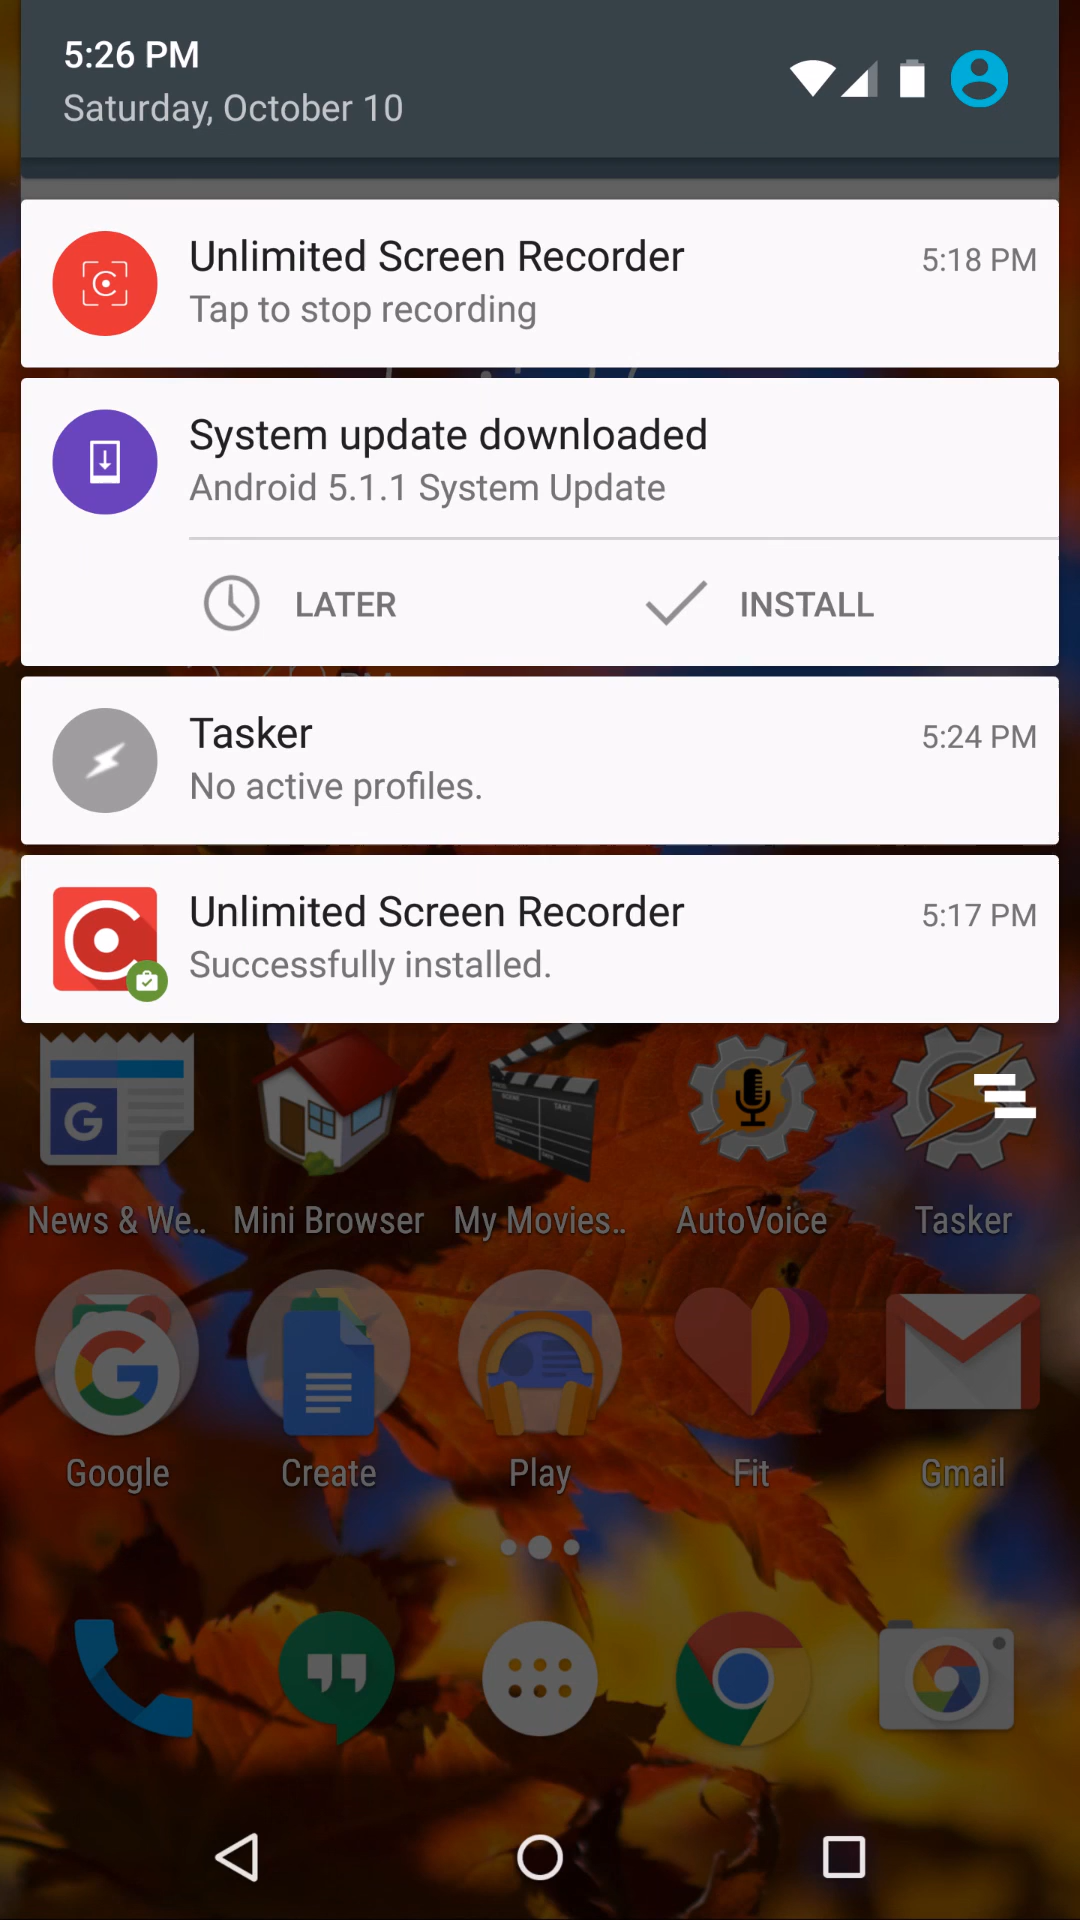 5:26 PM
Saturday, October 10
Unlimited Screen Recorder
5:18 PM
Tap to stop recording
System update downloaded
Android 5.1.1 System Update
LATER
INSTALL
Tasker
5:24 PM
No active profiles.
Unlimited Screen Recorder
5:17 PM
Successfully installed.
News & We..
Mini Browser
My Movies..
AutoVoice
Tasker
Google
Create
Play
Fit
Gmail